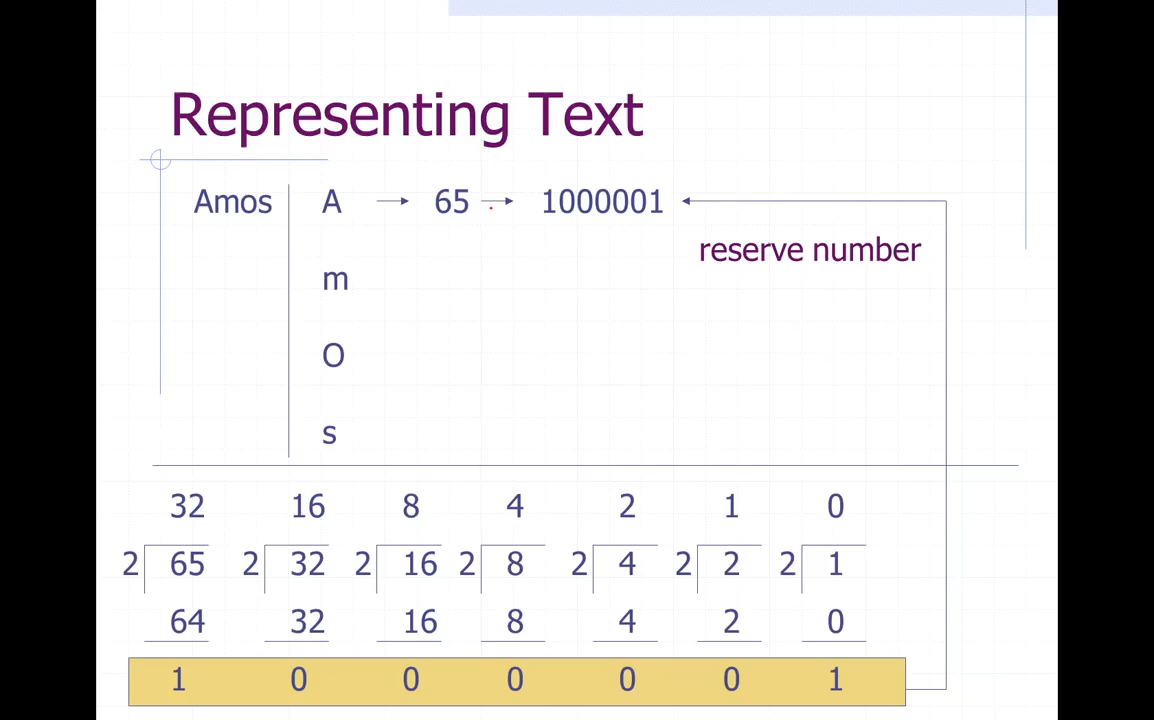 Representing Text
Amos A 65 1000001
reserve number
m
O
s
32 16 8 4 2 1 0
2 65 2 32 2 16 2 8 2 4 2 2 2 1
64 32 16 8 4 2 0
1 0 0 0 0 0 1